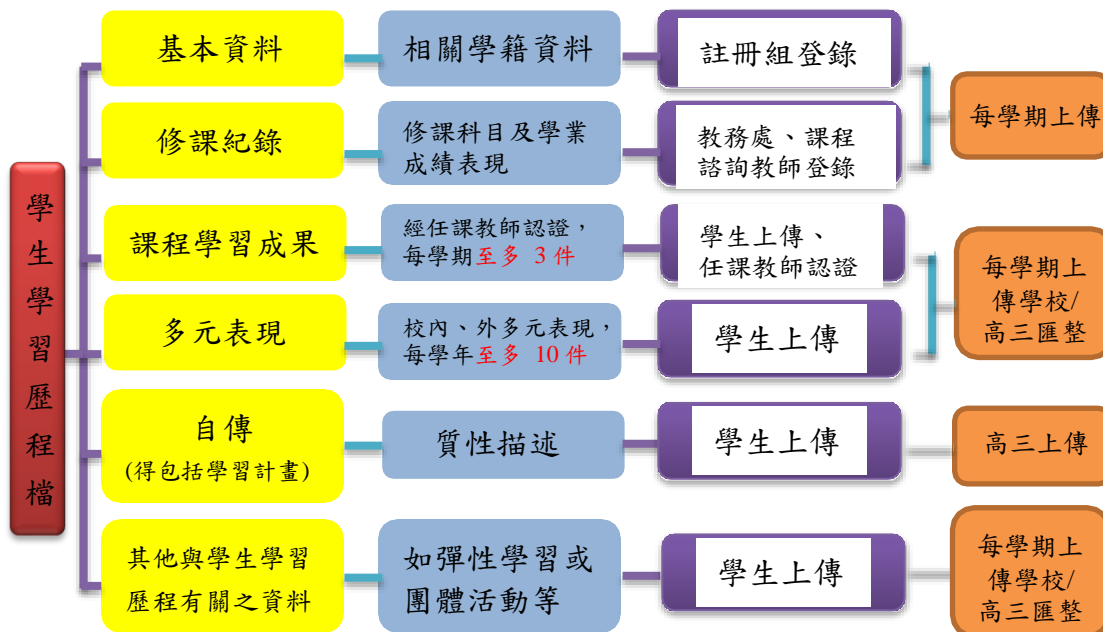 學生學習歷程檔
基本資料
相關學籍資料
註冊組登錄
每學期上傳
修課紀錄
修課科目及學業
成績表現
教務處、課程
諮詢教師登錄
課程學習成果
經任課教師認證，
每學期至多 3 件
學生上傳、
任課教師認證
每學期上
傳學校/
高三匯整
多元表現
校內、外多元表現，
每學年至多 10 件
學生上傳
自傳
(得包括學習計畫)
質性描述
學生上傳
高三上傳
其他與學生學習
歷程有關之資料
如彈性學習或
團體活動等
學生上傳
每學期上
傳學校/
高三匯整